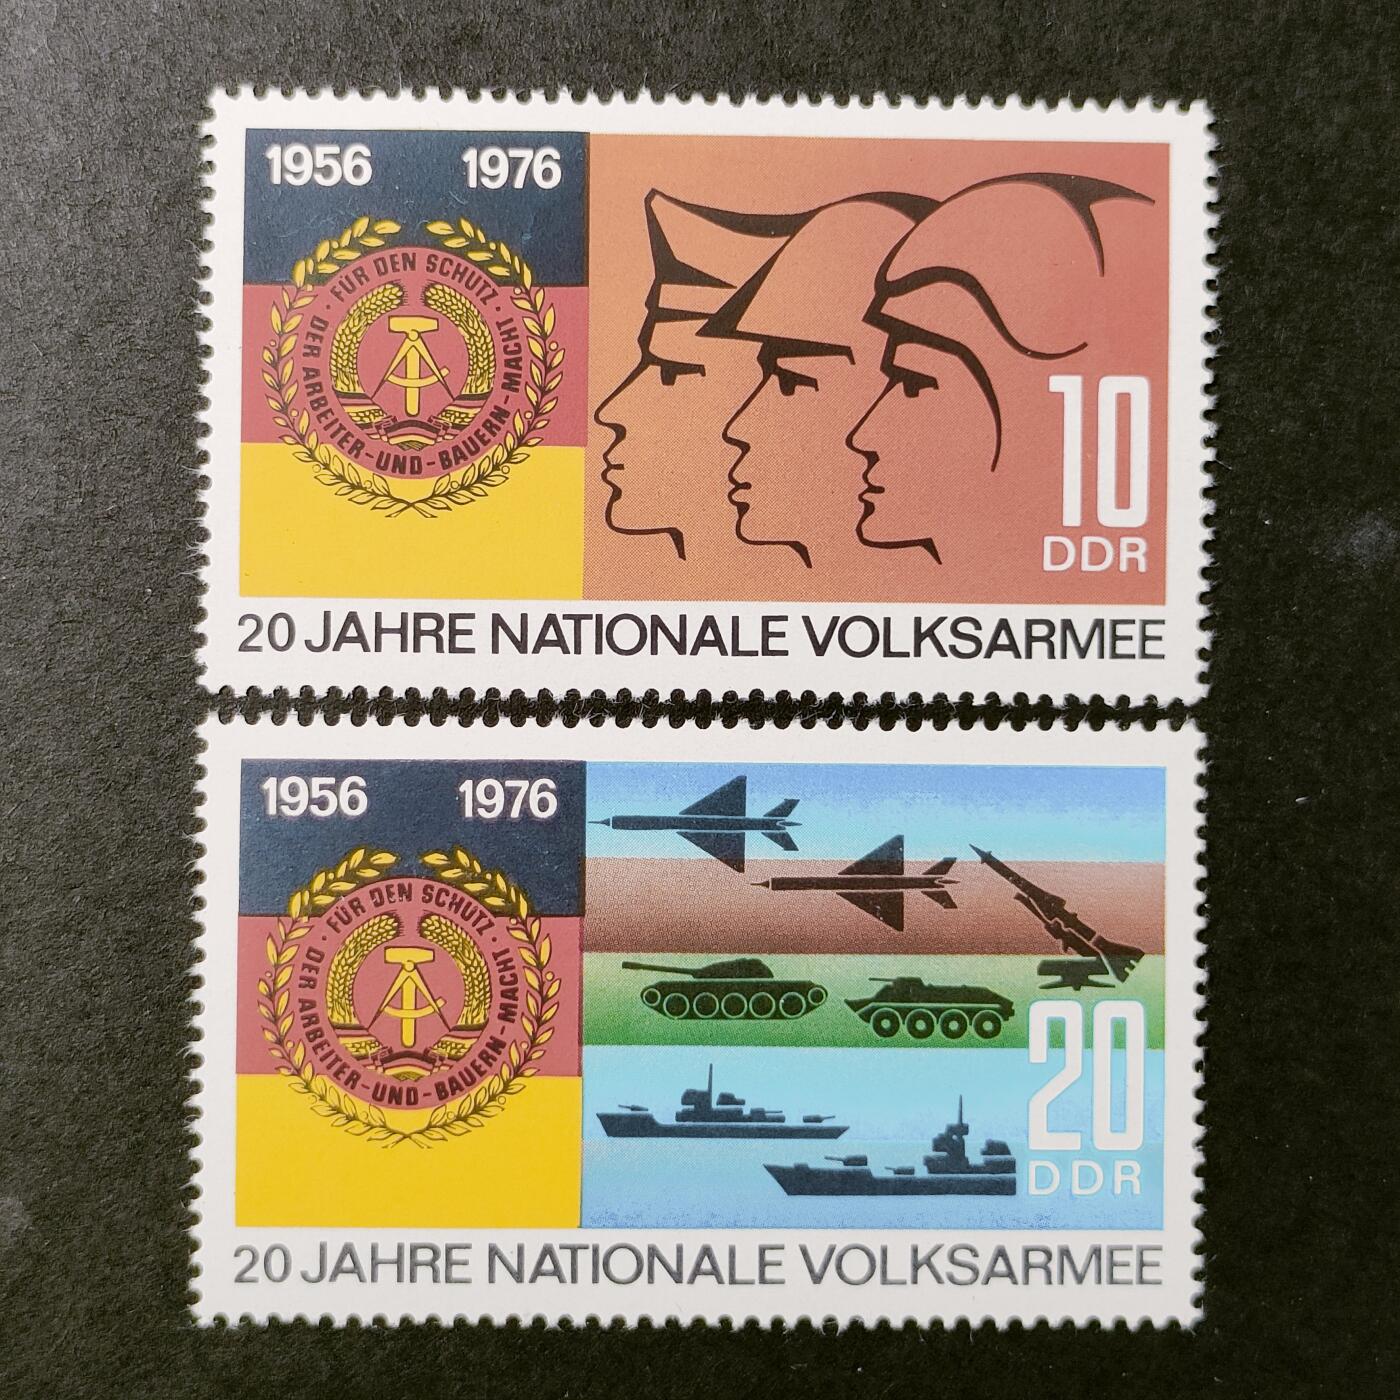 1956 1976
FÜR DEN SCHUTZ · DER ARBEITER-UND-BAUERN-MACHT ·
10
DDR
20 JAHRE NATIONALE VOLKSARMEE
1956 1976
FÜR DEN SCHUTZ · DER ARBEITER-UND-BAUERN-MACHT ·
20
DDR
20 JAHRE NATIONALE VOLKSARMEE